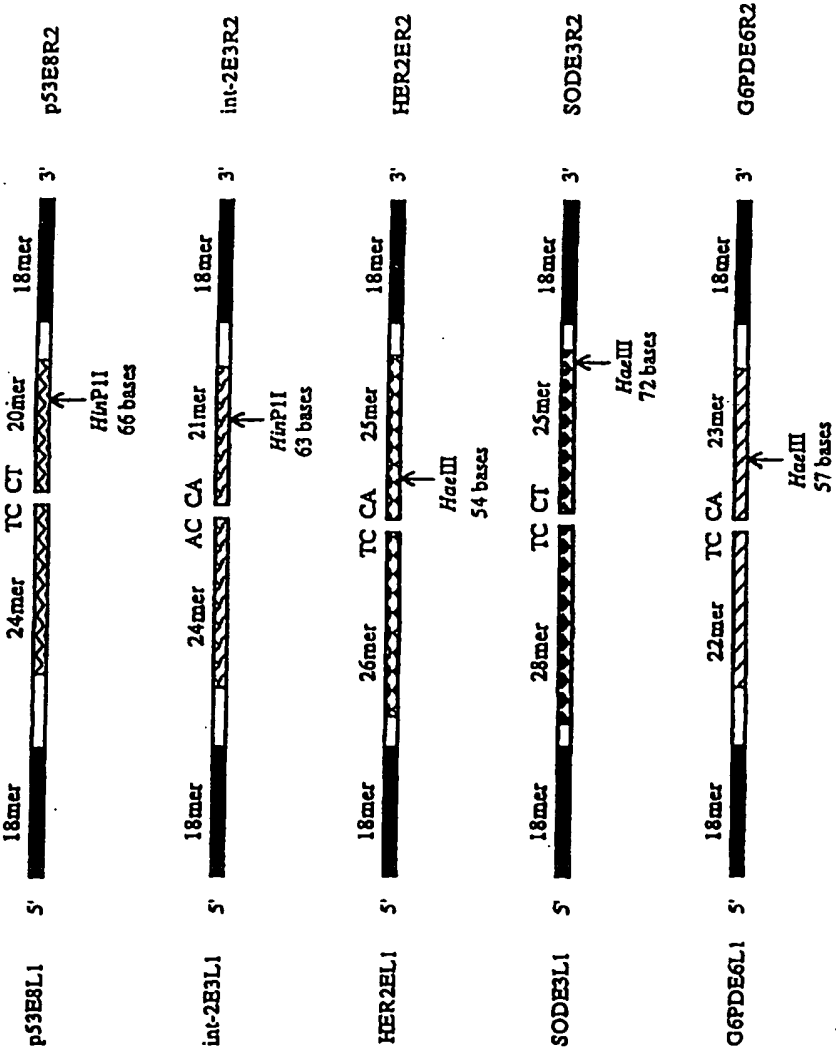 18mer 24mer TC CT 20mer 18mer
p53E8L1 5' 3' p53E8R2
HinP1I
66 bases
18mer 24mer AC CA 21mer 18mer
int-2E3L1 5' 3' int-2E3R2
HinP1I
63 bases
18mer 26mer TC CA 25mer 18mer
HER2EL1 5' 3' HER2ER2
HaeIII
54 bases
18mer 28mer TC CT 25mer 18mer
SODE3L1 5' 3' SODE3R2
HaeIII
72 bases
18mer 22mer TC CA 23mer 18mer
G6PDE6L1 5' 3' G6PDE6R2
HaeIII
57 bases